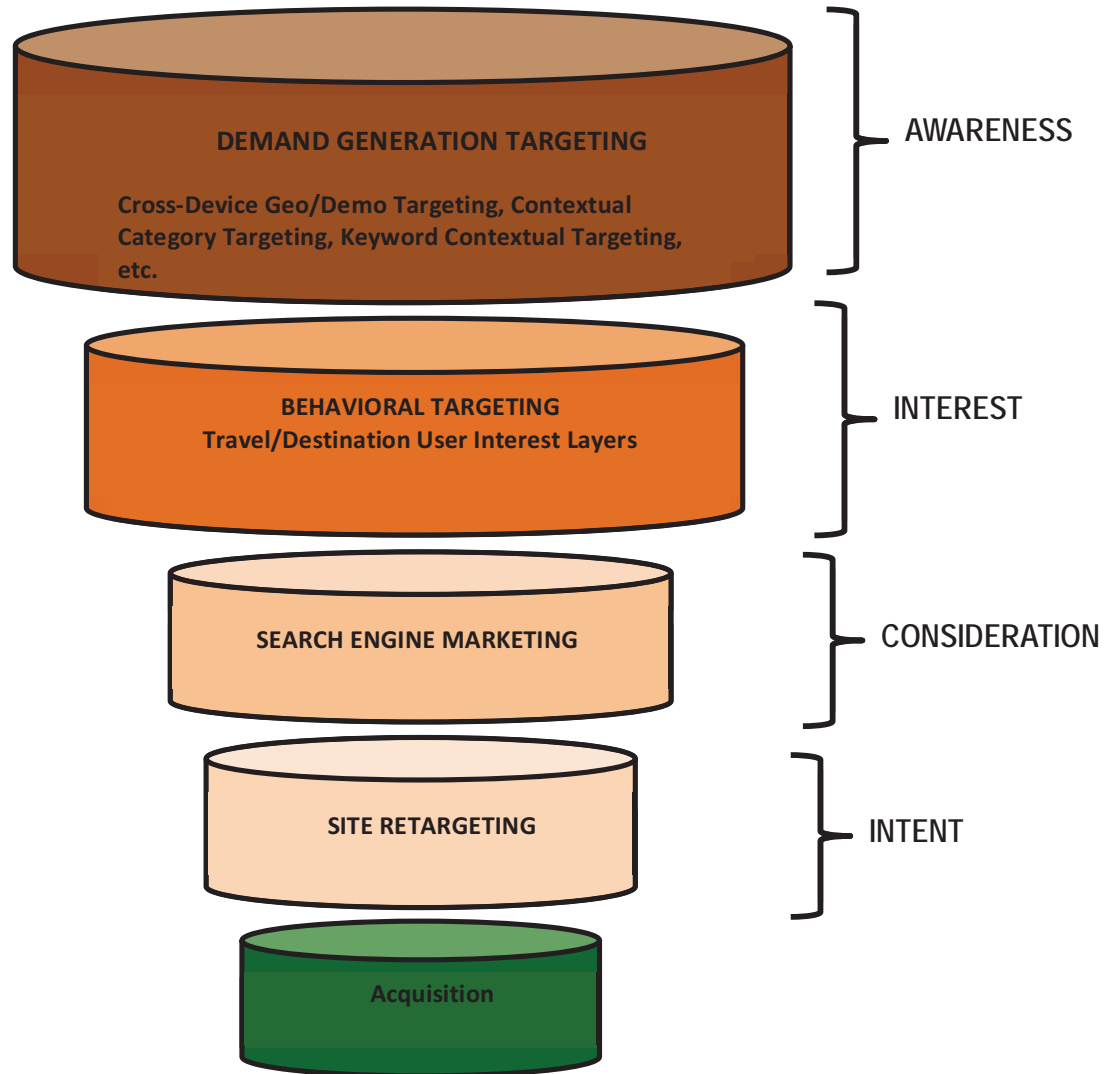 DEMAND GENERATION TARGETING
Cross-Device Geo/Demo Targeting, Contextual
Category Targeting, Keyword Contextual Targeting,
etc.
AWARENESS
BEHAVIORAL TARGETING
Travel/Destination User Interest Layers
INTEREST
SEARCH ENGINE MARKETING
CONSIDERATION
SITE RETARGETING
INTENT
Acquisition